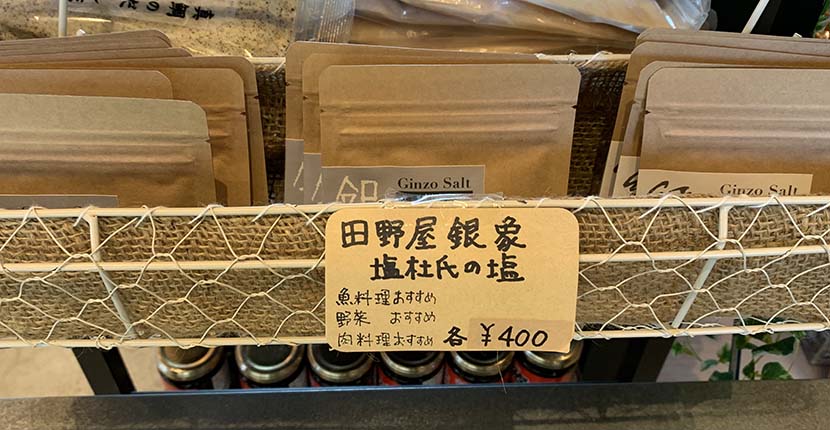 Ginzo Salt
Ginzo Salt
田野屋銀象
塩杜氏の塩
魚料理おすすめ
野菜 おすすめ
肉料理おすすめ 各 ¥400